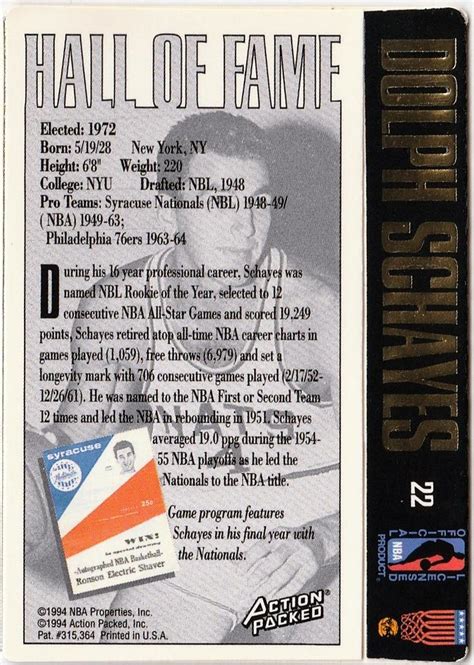 HALL OF FAME
Elected: 1972
Born: 5/19/28 New York, NY
Height: 6'8" Weight: 220
College: NYU Drafted: NBL, 1948
Pro Teams: Syracuse Nationals (NBL) 1948-49/
(NBA) 1949-63;
Philadelphia 76ers 1963-64
During his 16 year professional career, Schayes was
named NBL Rookie of the Year, selected to 12
consecutive NBA All-Star Games and scored 19,249
points, Schayes retired atop all-time NBA career charts in
games played (1,059), free throws (6,979) and set a
longevity mark with 706 consecutive games played (2/17/52-
12/26/61). He was named to the NBA First or Second Team
12 times and led the NBA in rebounding in 1951. Schayes
averaged 19.0 ppg during the 1954-
55 NBA playoffs as he led the
Nationals to the NBA title.
Game program features
Schayes in his final year with
the Nationals.
syracuse
Nationals
25¢
WIN!
Autographed NBA Basketball-
Ronson Electric Shaver
©1994 NBA Properties, Inc.
©1994 Action Packed, Inc.
Pat. #315,364 Printed in U.S.A.
ACTION
PACKED
DOLPH SCHAYES
22
OFFICIAL
LICENSED
NBA
PRODUCT